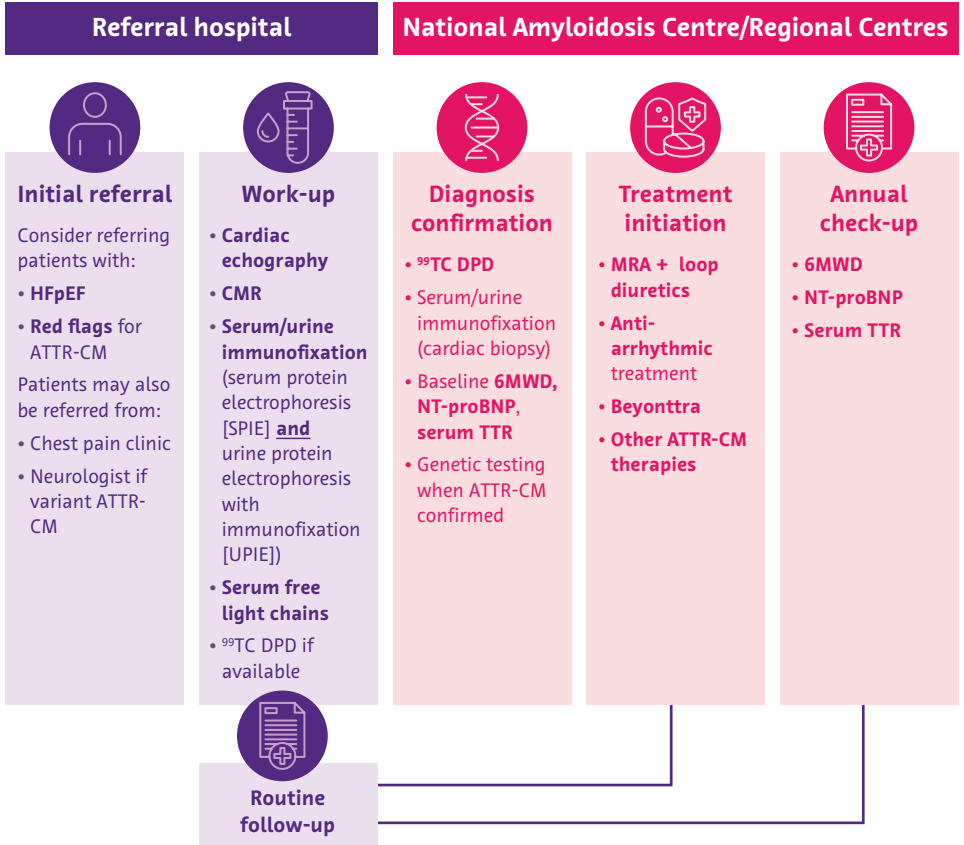 Referral hospital
National Amyloidosis Centre/Regional Centres
Initial referral
Consider referring
patients with:
• HFpEF
• Red flags for
ATTR-CM
Patients may also
be referred from:
• Chest pain clinic
• Neurologist if
variant ATTR-
CM
Work-up
• Cardiac
echography
• CMR
• Serum/urine
immunofixation
(serum protein
electrophoresis
[SPIE] and
urine protein
electrophoresis
with
immunofixation
[UPIE])
• Serum free
light chains
• ⁹⁹TC DPD if
available
Diagnosis
confirmation
• ⁹⁹TC DPD
• Serum/urine
immunofixation
(cardiac biopsy)
• Baseline 6MWD,
NT-proBNP,
serum TTR
• Genetic testing
when ATTR-CM
confirmed
Treatment
initiation
• MRA + loop
diuretics
• Anti-
arrhythmic
treatment
• Beyonttra
• Other ATTR-CM
therapies
Annual
check-up
• 6MWD
• NT-proBNP
• Serum TTR
Routine
follow-up